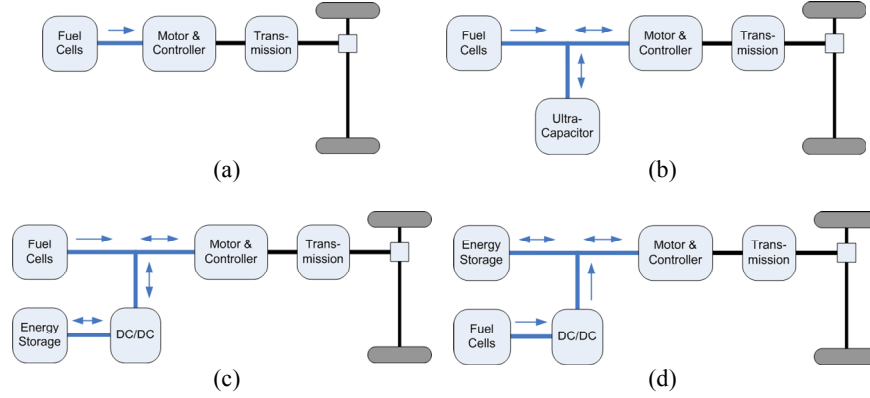 Fuel
Cells
Motor &
Controller
Trans-
mission
(a)
Fuel
Cells
Motor &
Controller
Trans-
mission
Ultra-
Capacitor
(b)
Fuel
Cells
Motor &
Controller
Trans-
mission
Energy
Storage
DC/DC
(c)
Energy
Storage
Motor &
Controller
Trans-
mission
Fuel
Cells
DC/DC
(d)